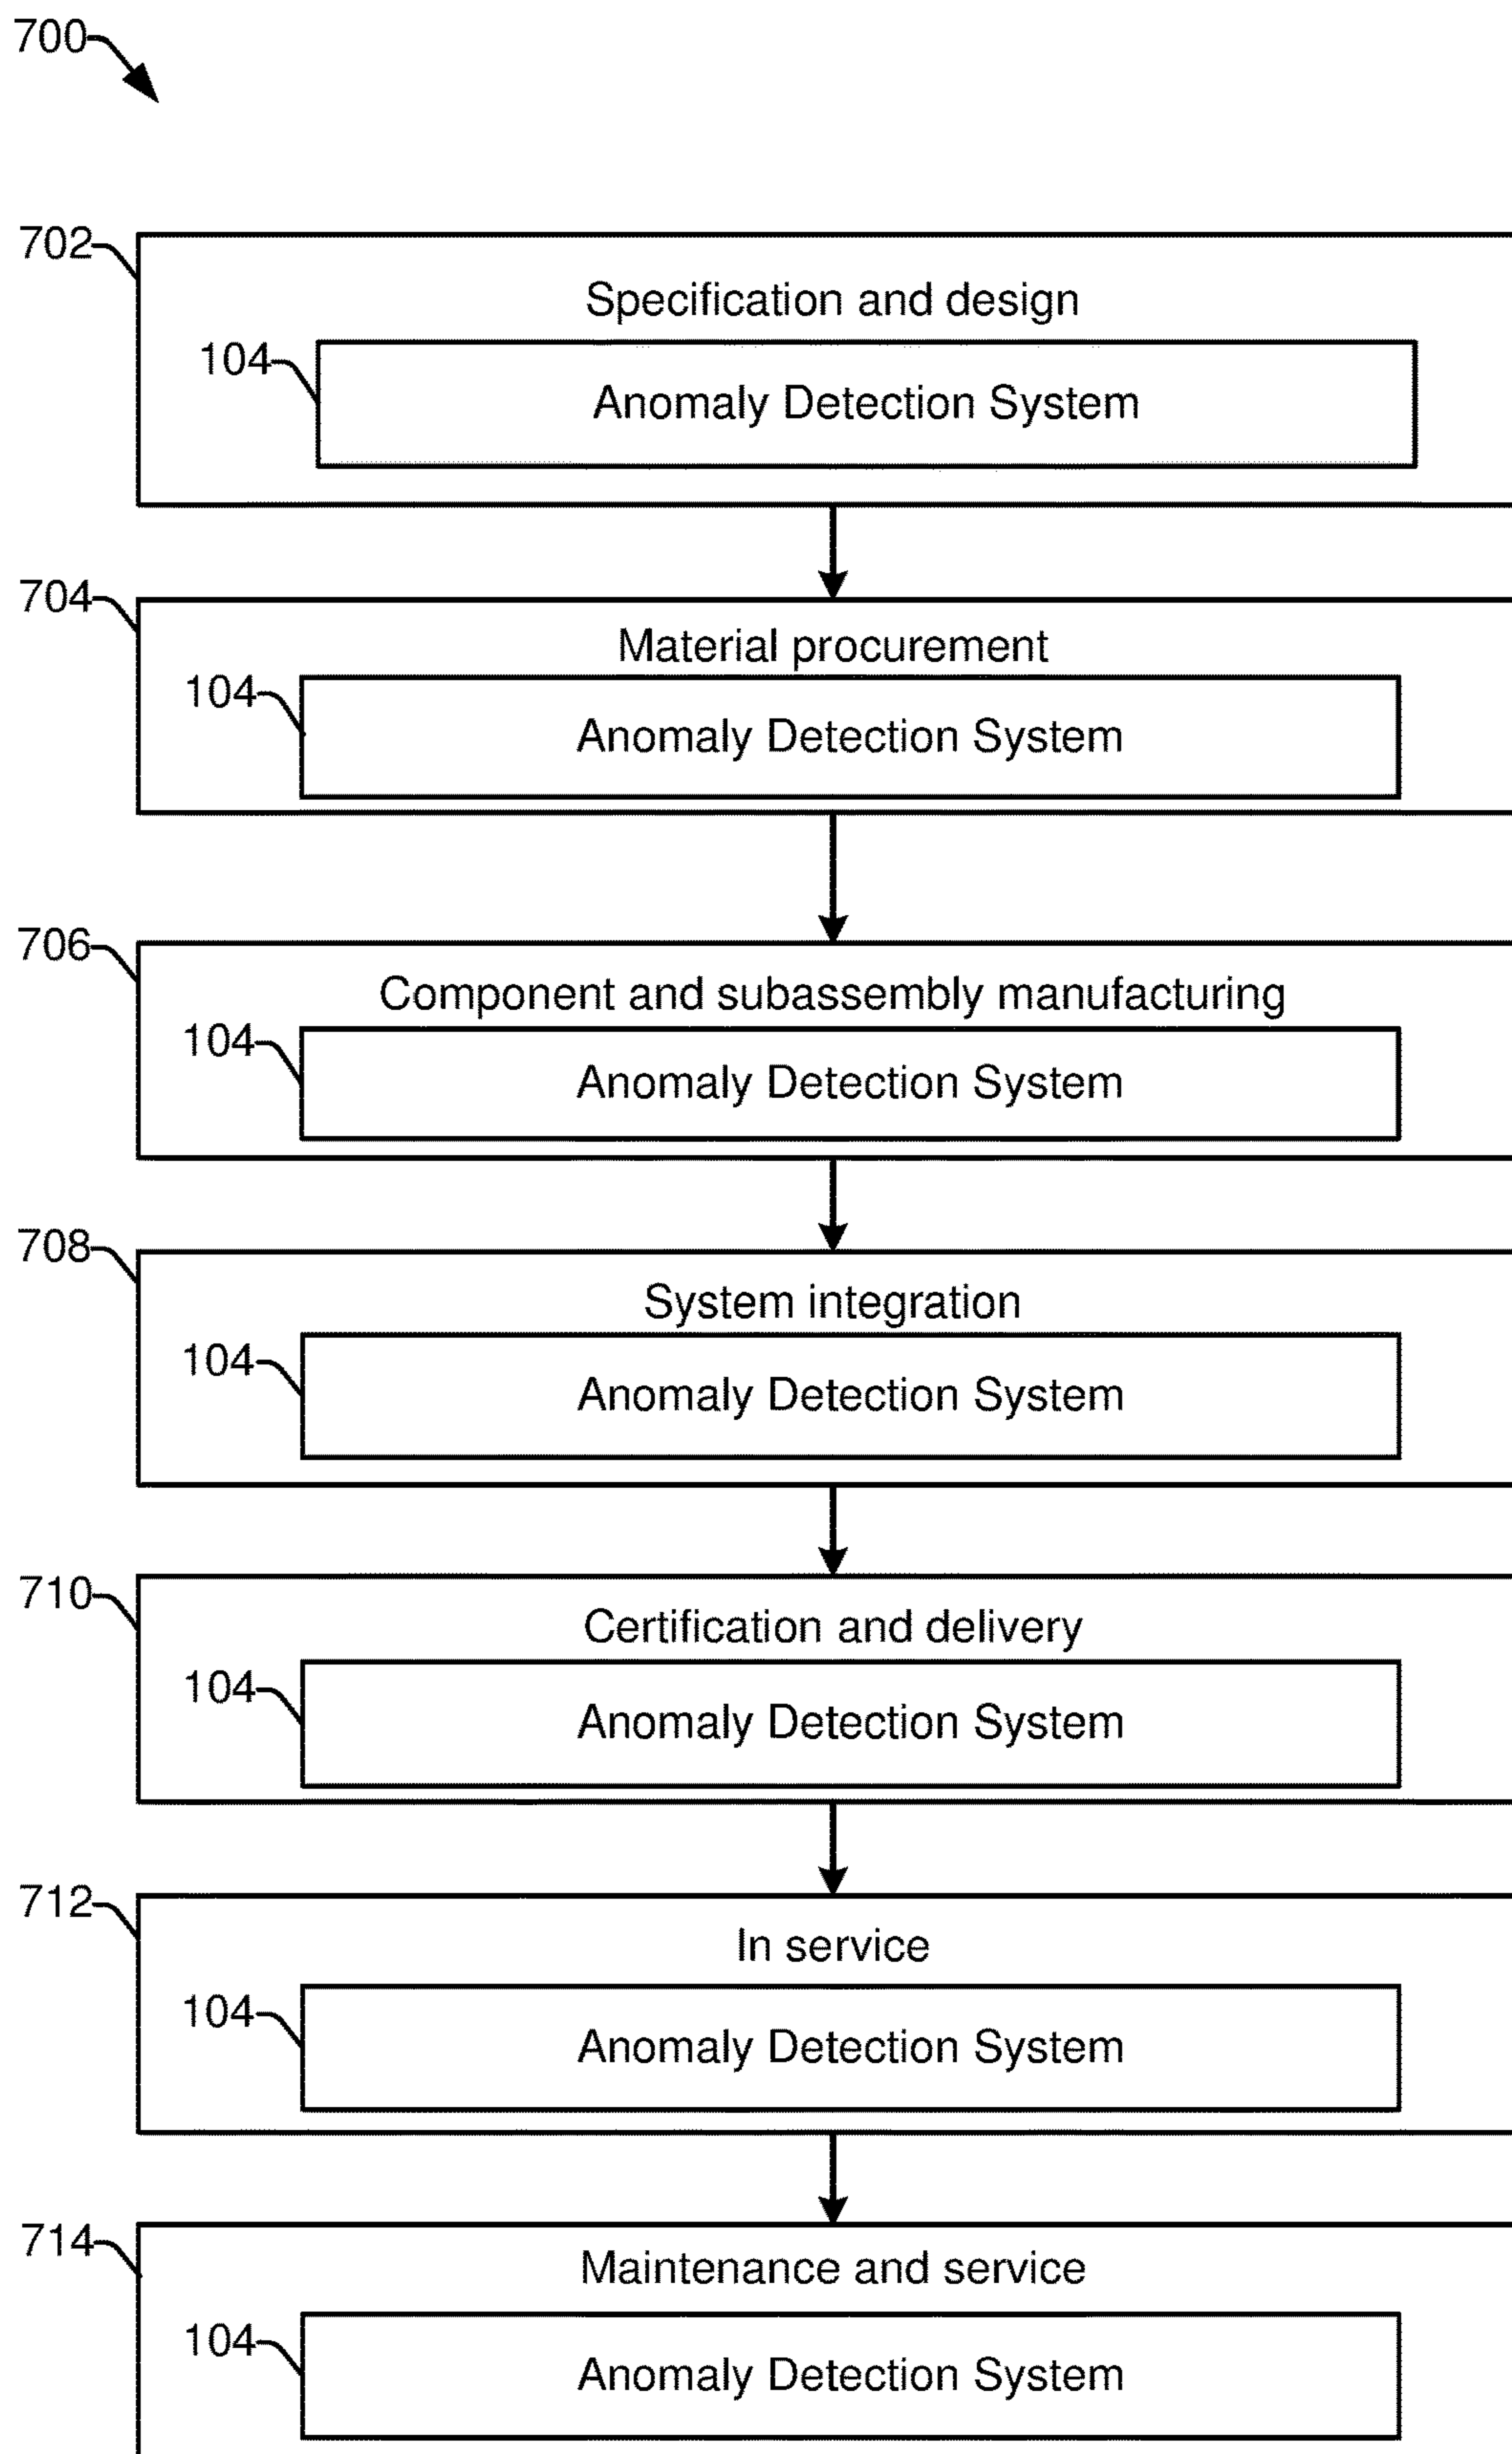 700
702
Specification and design
104
Anomaly Detection System
704
Material procurement
104
Anomaly Detection System
706
Component and subassembly manufacturing
104
Anomaly Detection System
708
System integration
104
Anomaly Detection System
710
Certification and delivery
104
Anomaly Detection System
712
In service
104
Anomaly Detection System
714
Maintenance and service
104
Anomaly Detection System